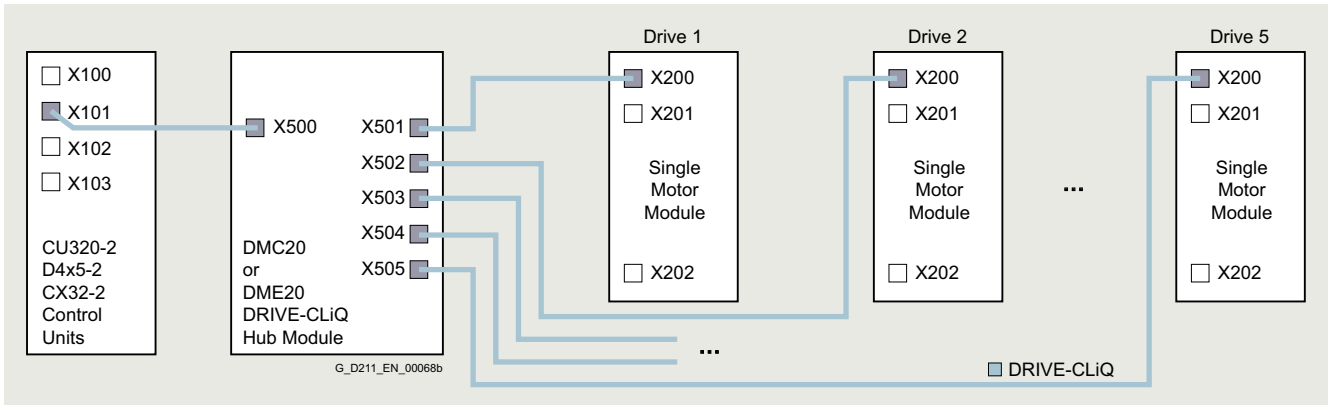 Drive 1
Drive 2
Drive 5
X100
X101
X102
X103
CU320-2
D4x5-2
CX32-2
Control
Units
X500
X501
X502
X503
X504
X505
DMC20
or
DME20
DRIVE-CLiQ
Hub Module
G_D211_EN_00068b
X200
X201
Single
Motor
Module
X202
X200
X201
Single
Motor
Module
X202
...
X200
X201
Single
Motor
Module
X202
...
DRIVE-CLiQ